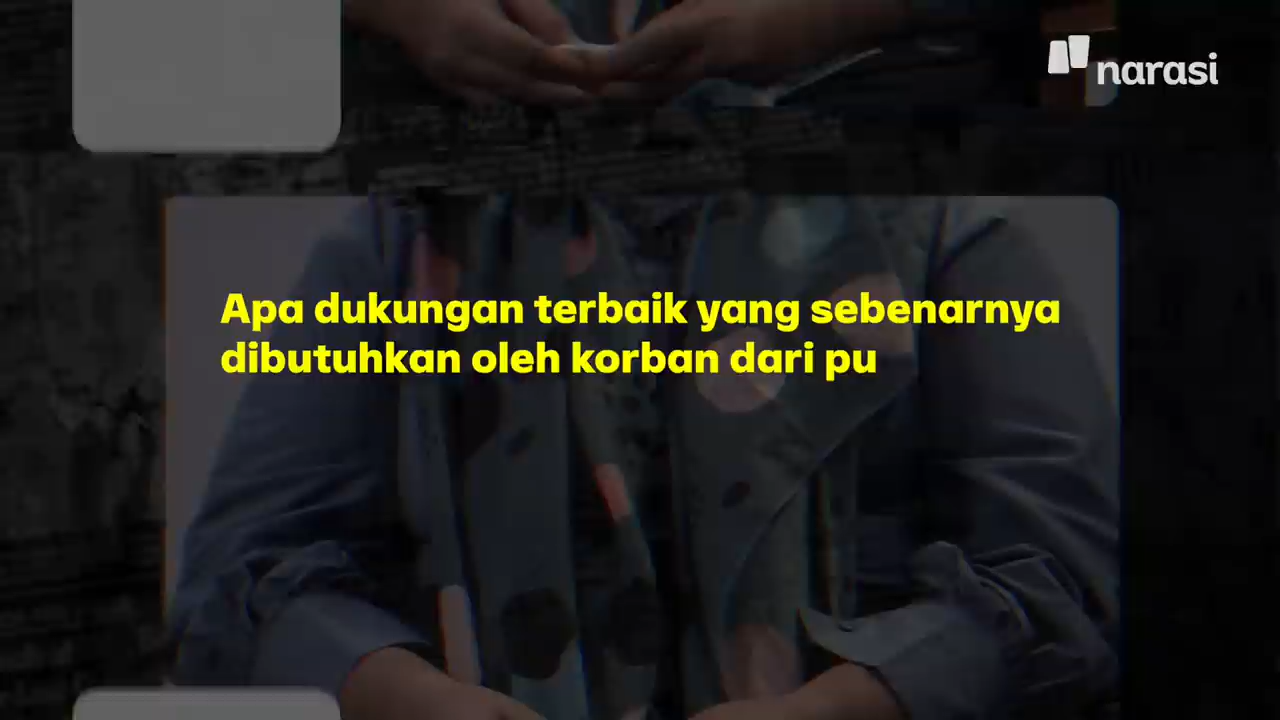 narasi
Apa dukungan terbaik yang sebenarnya
dibutuhkan oleh korban dari pu